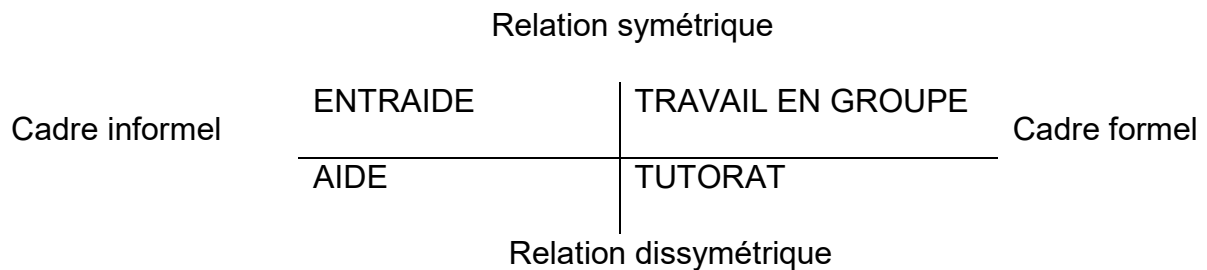 Relation symétrique
ENTRAIDE
TRAVAIL EN GROUPE
Cadre informel
Cadre formel
AIDE
TUTORAT
Relation dissymétrique